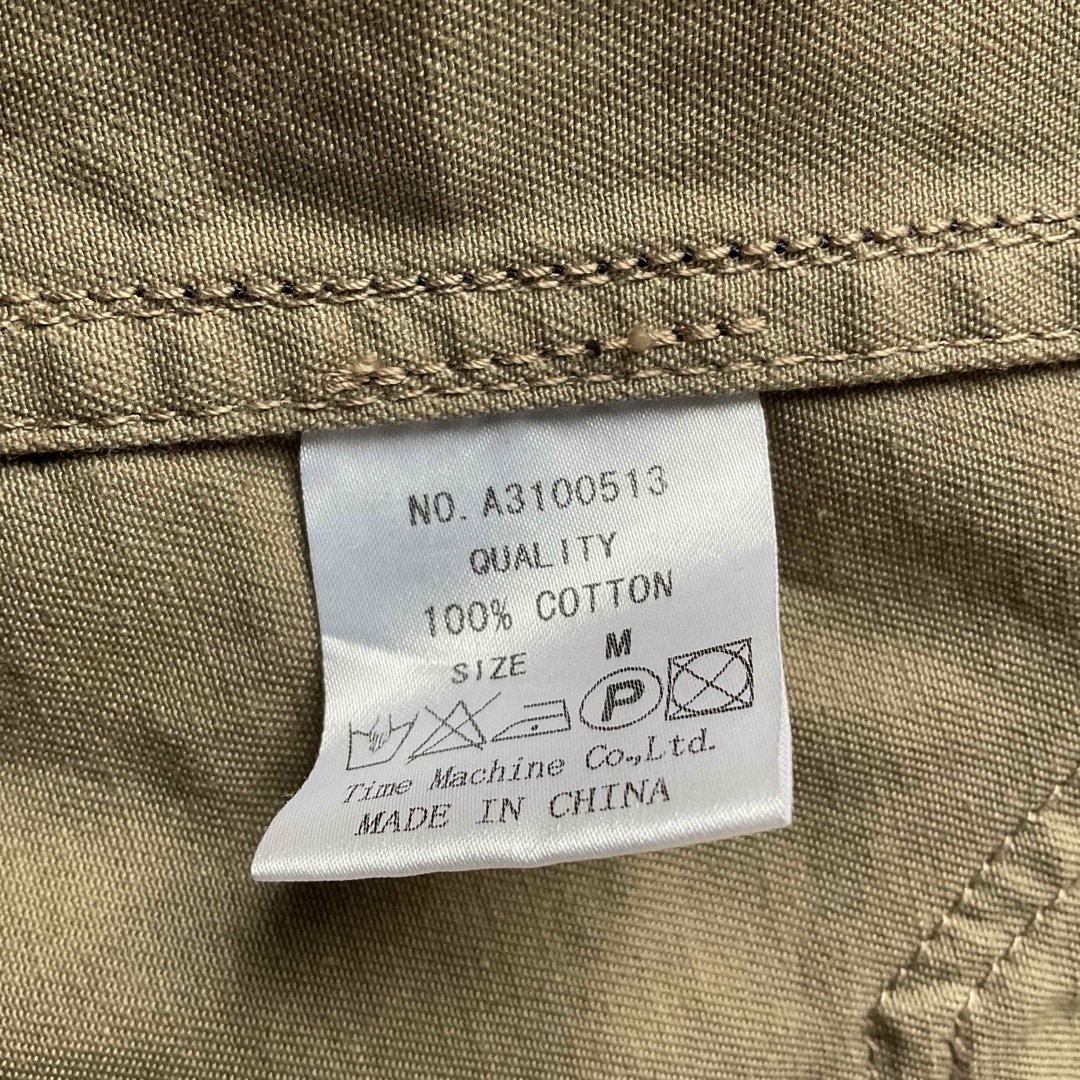 NO. A3100513
QUALITY
100% COTTON
SIZE M
P
Time Machine Co.,Ltd.
MADE IN CHINA